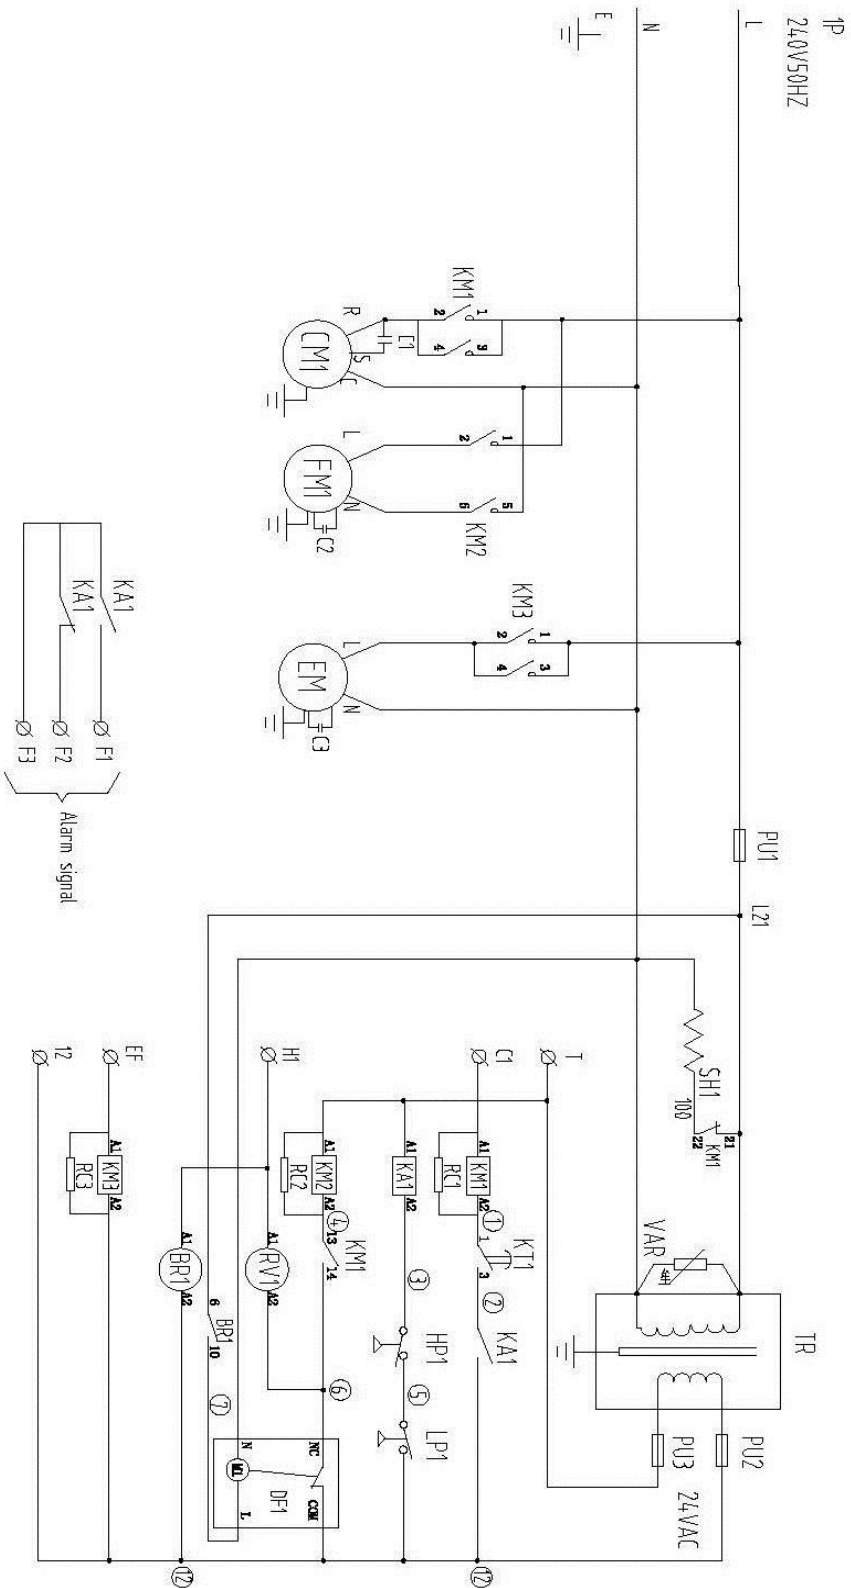 1P
240V50HZ
L
N
E
KM1
1
2
3
4
R
E1
S
C
CM1
L
2
1
FM1
N
6
5
C2
KM2
KM3
1
2
3
4
L
EM
N
C3
KA1
KA1
F1
F2
F3
Alarm signal
PU1
L21
SH1
10Ω
21
22
KM1
VAR
TR
PU2
PU3
24VAC
T
C1
A1
KM1
A2
RC1
1
1
KT1
3
2
KA1
A1
KA1
A2
3
HP1
5
LP1
A1
KM2
A2
RC2
4
13
KM1
14
H1
A1
RV1
A2
6
A1
BR1
A2
6
BR1
10
7
N
NC
M1
DF1
COM
L
EF
A1
KM3
A2
RC3
12
12
12